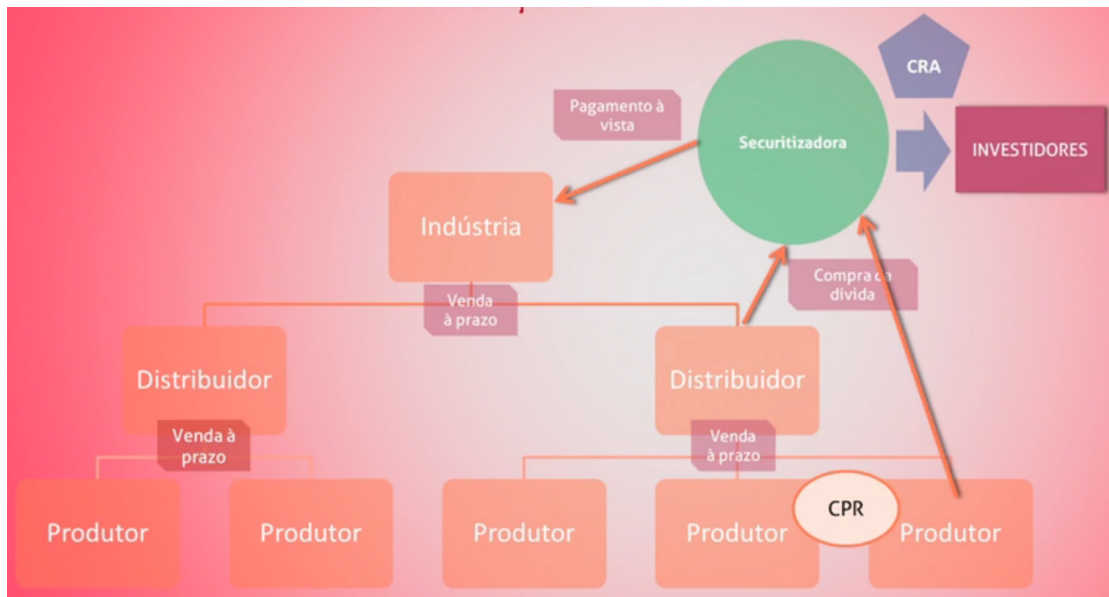 CRA
Pagamento à
vista
Securitizadora
INVESTIDORES
Indústria
Compra da
dívida
Venda
à prazo
Distribuidor
Distribuidor
Venda à
prazo
Venda
à prazo
CPR
Produtor
Produtor
Produtor
Produtor
Produtor